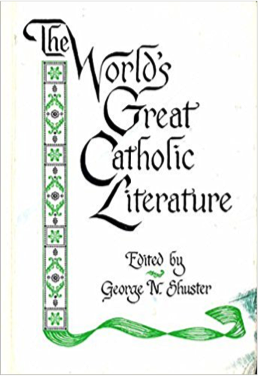 The
World's
Great
Catholic
Literature
Edited by
George N. Shuster